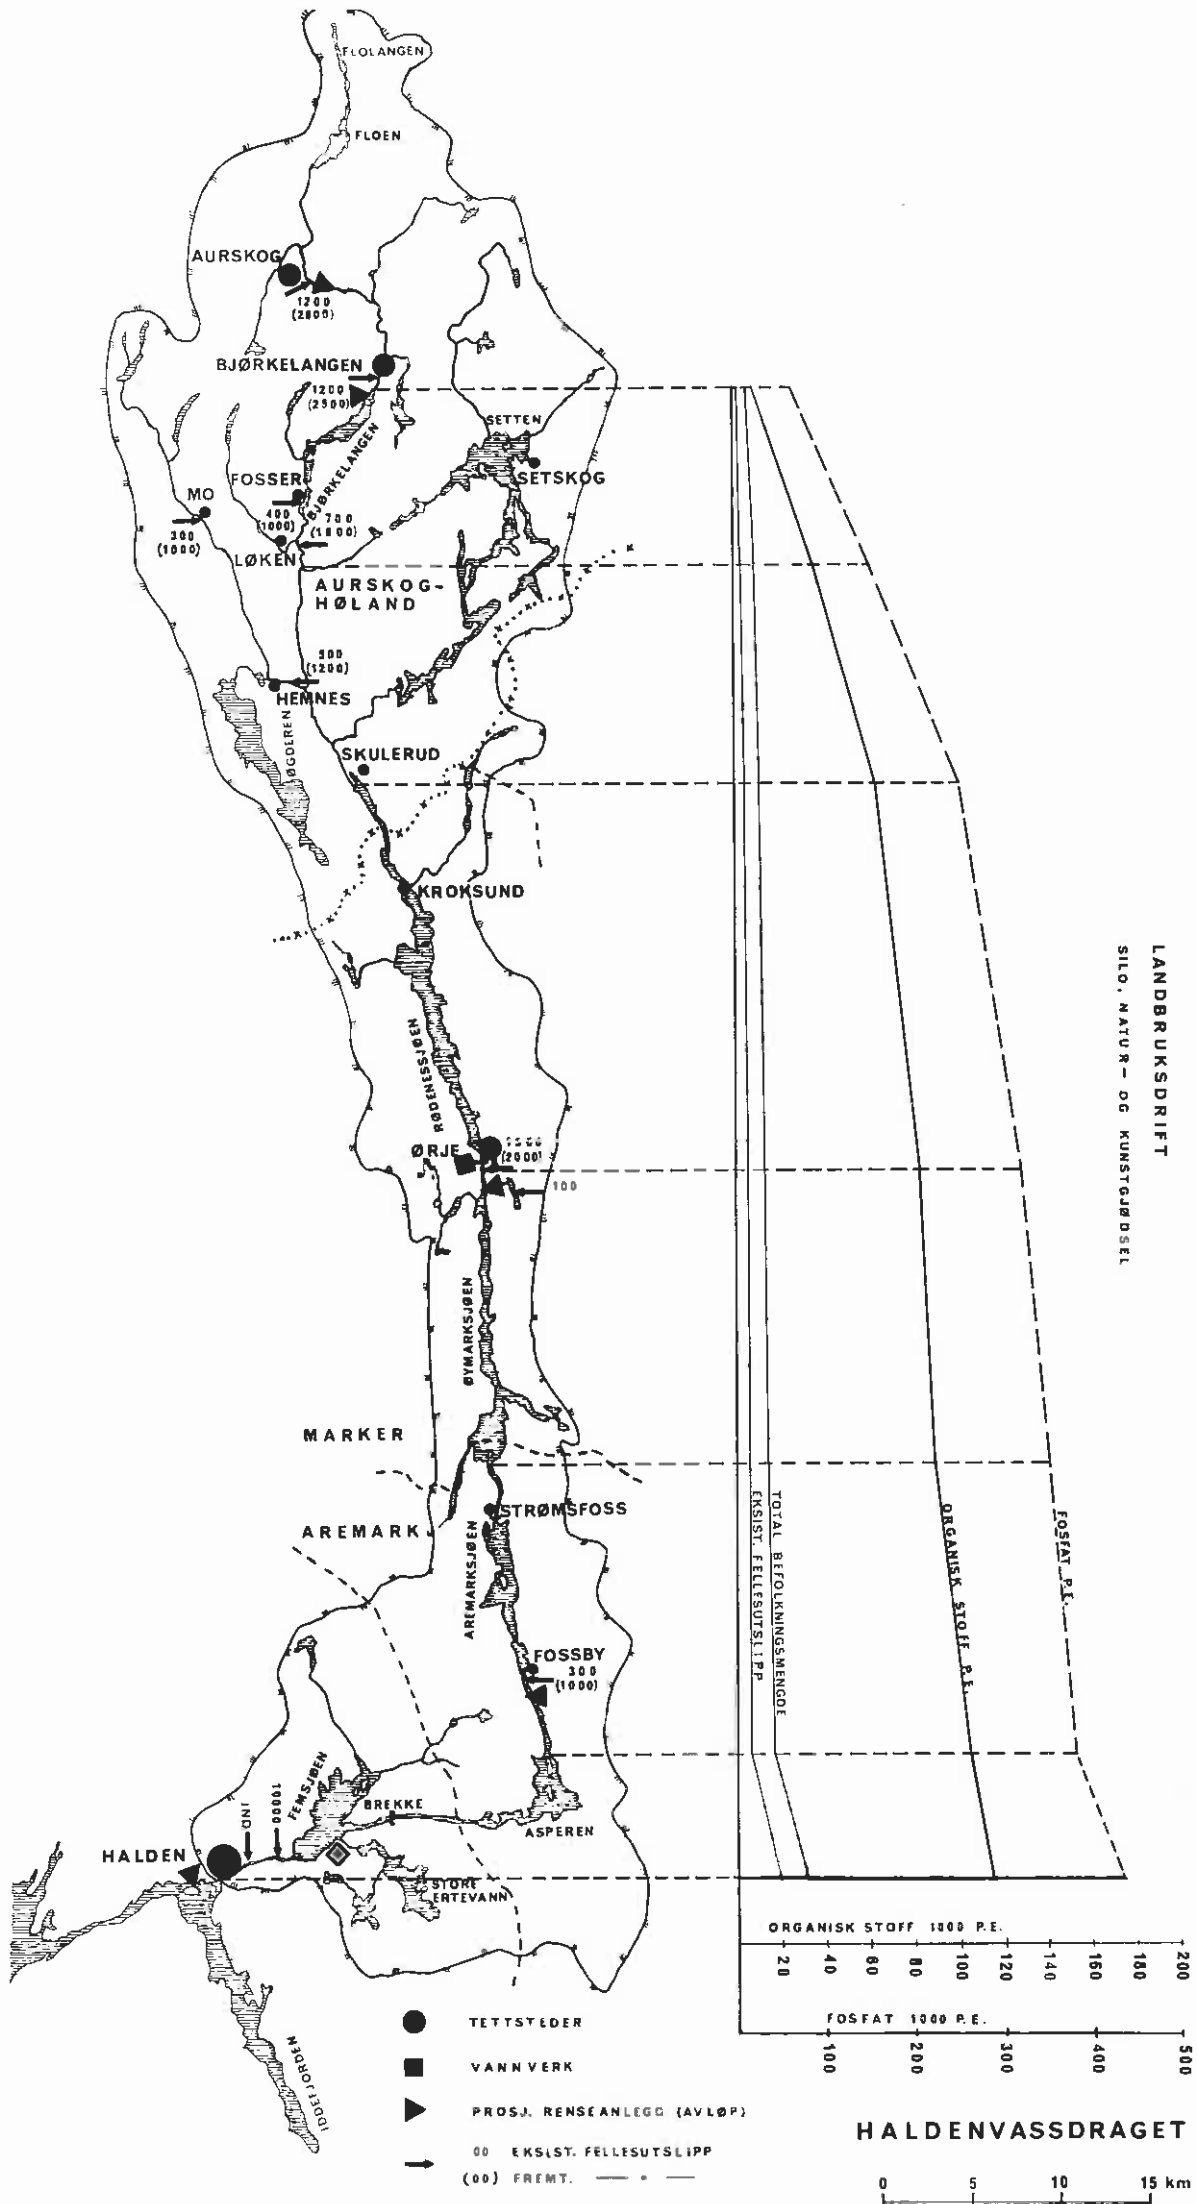 FLOLANGEN
FLOEN
AURSKOG
1200
(2800)
BJØRKELANGEN
1200
(2500)
SETTEN
BJØRKELANGEN
FOSSER
SETSKOG
MO
400
(1000)
700
(1800)
300
(1000)
LØKEN
AURSKOG-
HØLAND
(1200)
HEMNES
ØGDEREN
SKULERUD
KROKSUND
RØDENESSJØEN
ØRJE
(2000)
100
ØYMARKSJØEN
MARKER
STRØMSFOSS
AREMARK
AREMARKSJØEN
FOSSBY
300
(1000)
FEMSJØEN
10000
IND
BREKKE
ASPEREN
HALDEN
STORE
ERTEVANN
IDDEFJORDEN
LANDBRUKSDRIFT
SILO, NATUR- OG KUNSTGJØDSEL
EKSIST. FELLESUTSLIPP
TOTAL BEFOLKNINGSMENGDE
ORGANISK STOFF P.E.
FOSFAT P.E.
ORGANISK STOFF 1000 P.E.
20 40 60 100 120 140 160 180 200
FOSFAT 1000 P.E.
100 200 300 400 500
TETTSTEDER
VANNVERK
PROSJ. RENSEANLEGG (AVLØP)
00 EKSIST. FELLESUTSLIPP
(00) FREMT. — • —
HALDENVASSDRAGET
0 5 10 15 km